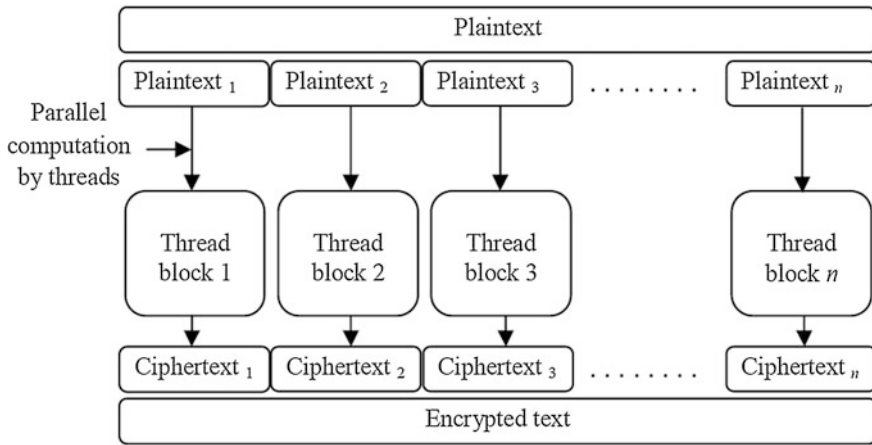 Plaintext
Plaintext 1 Plaintext 2 Plaintext 3 . . . . . . . . Plaintext n
Parallel
computation
by threads
Thread
block 1
Thread
block 2
Thread
block 3
Thread
block n
Ciphertext 1 Ciphertext 2 Ciphertext 3 . . . . . . . . Ciphertext n
Encrypted text